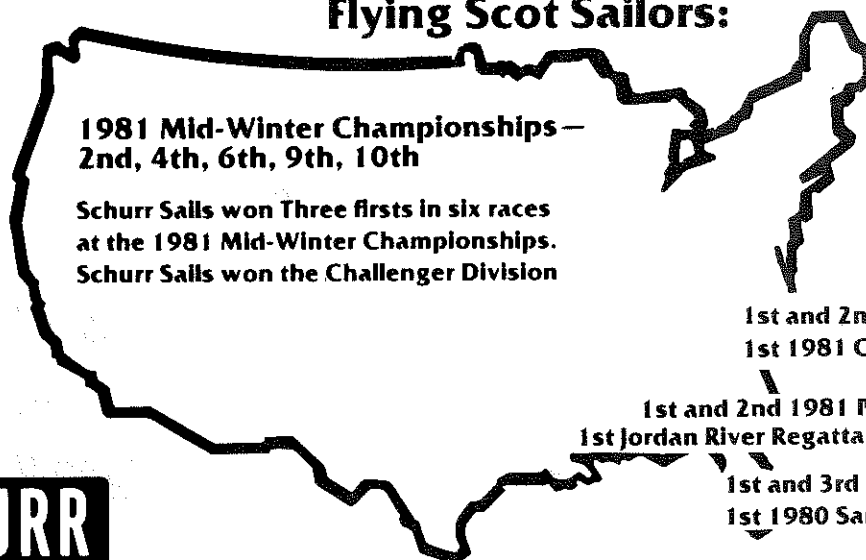 Flying Scot Sailors:
1981 Mid-Winter Championships—
2nd, 4th, 6th, 9th, 10th
Schurr Sails won Three firsts in six races
at the 1981 Mid-Winter Championships.
Schurr Sails won the Challenger Division
1st and 2n
1st 1981 C
1st and 2nd 1981
1st Jordan River Regatta
1st and 3rd
1st 1980 Sa
URR